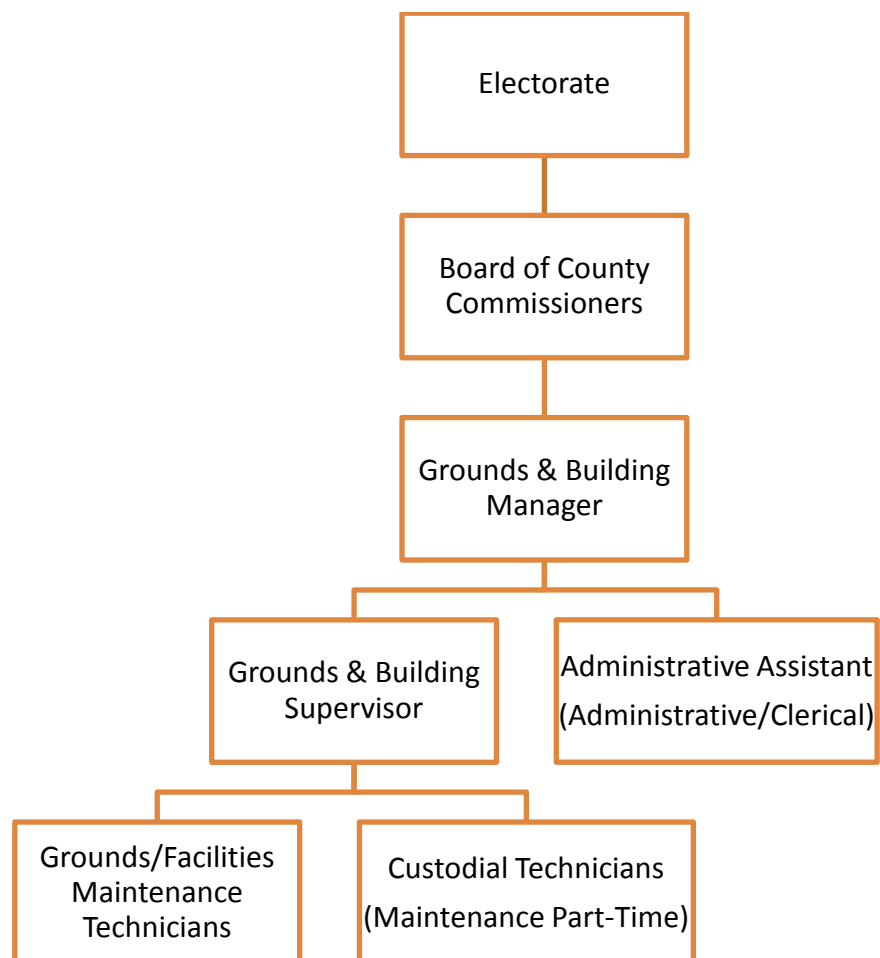 Electorate
Board of County
Commissioners
Grounds & Building
Manager
Grounds & Building
Supervisor
Administrative Assistant
(Administrative/Clerical)
Grounds/Facilities
Maintenance
Technicians
Custodial Technicians
(Maintenance Part-Time)